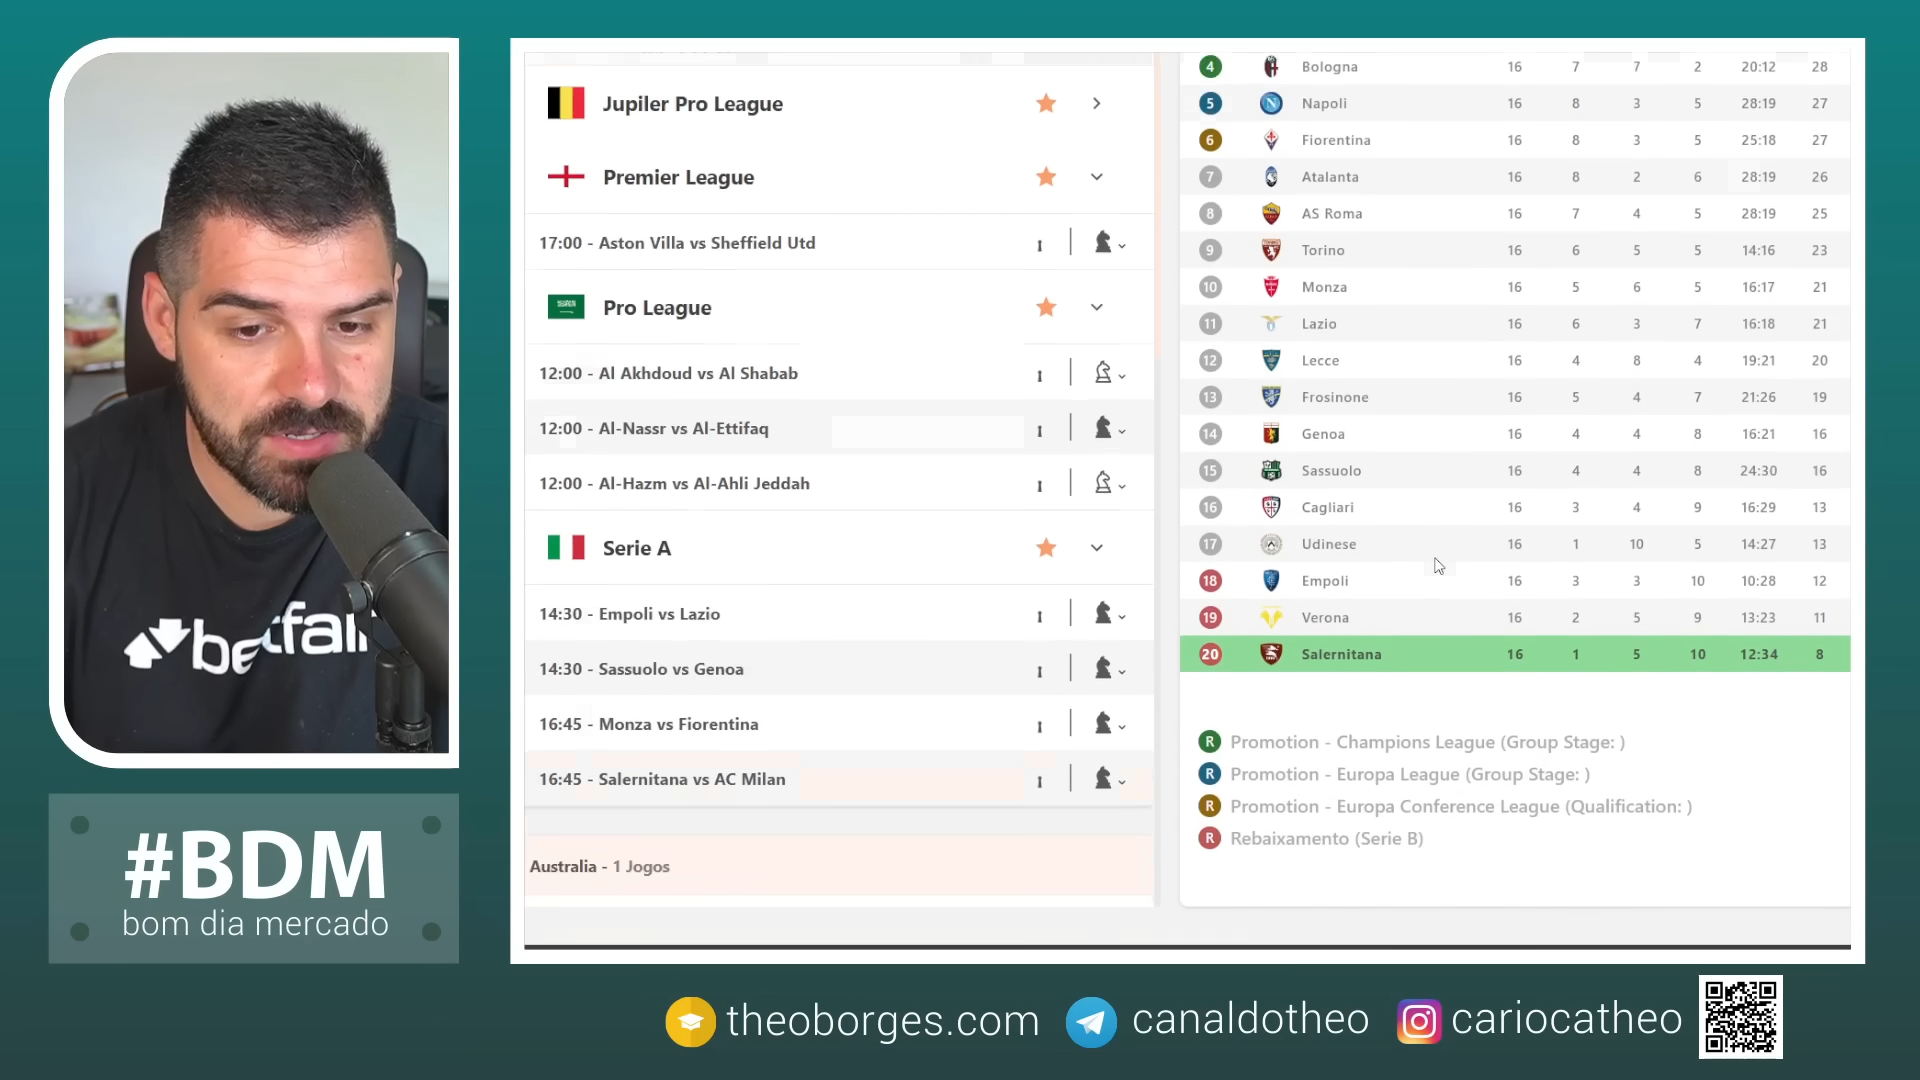 Jupiler Pro League
Premier League
17:00 - Aston Villa vs Sheffield Utd
Pro League
12:00 - Al Akhdoud vs Al Shabab
12:00 - Al-Nassr vs Al-Ettifaq
12:00 - Al-Hazm vs Al-Ahli Jeddah
Serie A
14:30 - Empoli vs Lazio
14:30 - Sassuolo vs Genoa
16:45 - Monza vs Fiorentina
16:45 - Salernitana vs AC Milan
Australia - 1 Jogos
4 Bologna 16 7 7 2 20:12 28
5 Napoli 16 8 3 5 28:19 27
6 Fiorentina 16 8 3 5 25:18 27
7 Atalanta 16 8 2 6 28:19 26
8 AS Roma 16 7 4 5 28:19 25
9 Torino 16 6 5 5 14:16 23
10 Monza 16 5 6 5 16:17 21
11 Lazio 16 6 3 7 16:18 21
12 Lecce 16 4 8 4 19:21 20
13 Frosinone 16 5 4 7 21:26 19
14 Genoa 16 4 4 8 16:21 16
15 Sassuolo 16 4 4 8 24:30 16
16 Cagliari 16 3 4 9 16:29 13
17 Udinese 16 1 10 5 14:27 13
18 Empoli 16 3 3 10 10:28 12
19 Verona 16 2 5 9 13:23 11
20 Salernitana 16 1 5 10 12:34 8
R Promotion - Champions League (Group Stage: )
R Promotion - Europa League (Group Stage: )
R Promotion - Europa Conference League (Qualification: )
R Rebaixamento (Serie B)
betfair
#BDM
bom dia mercado
theoborges.com
canaldotheo
cariocatheo